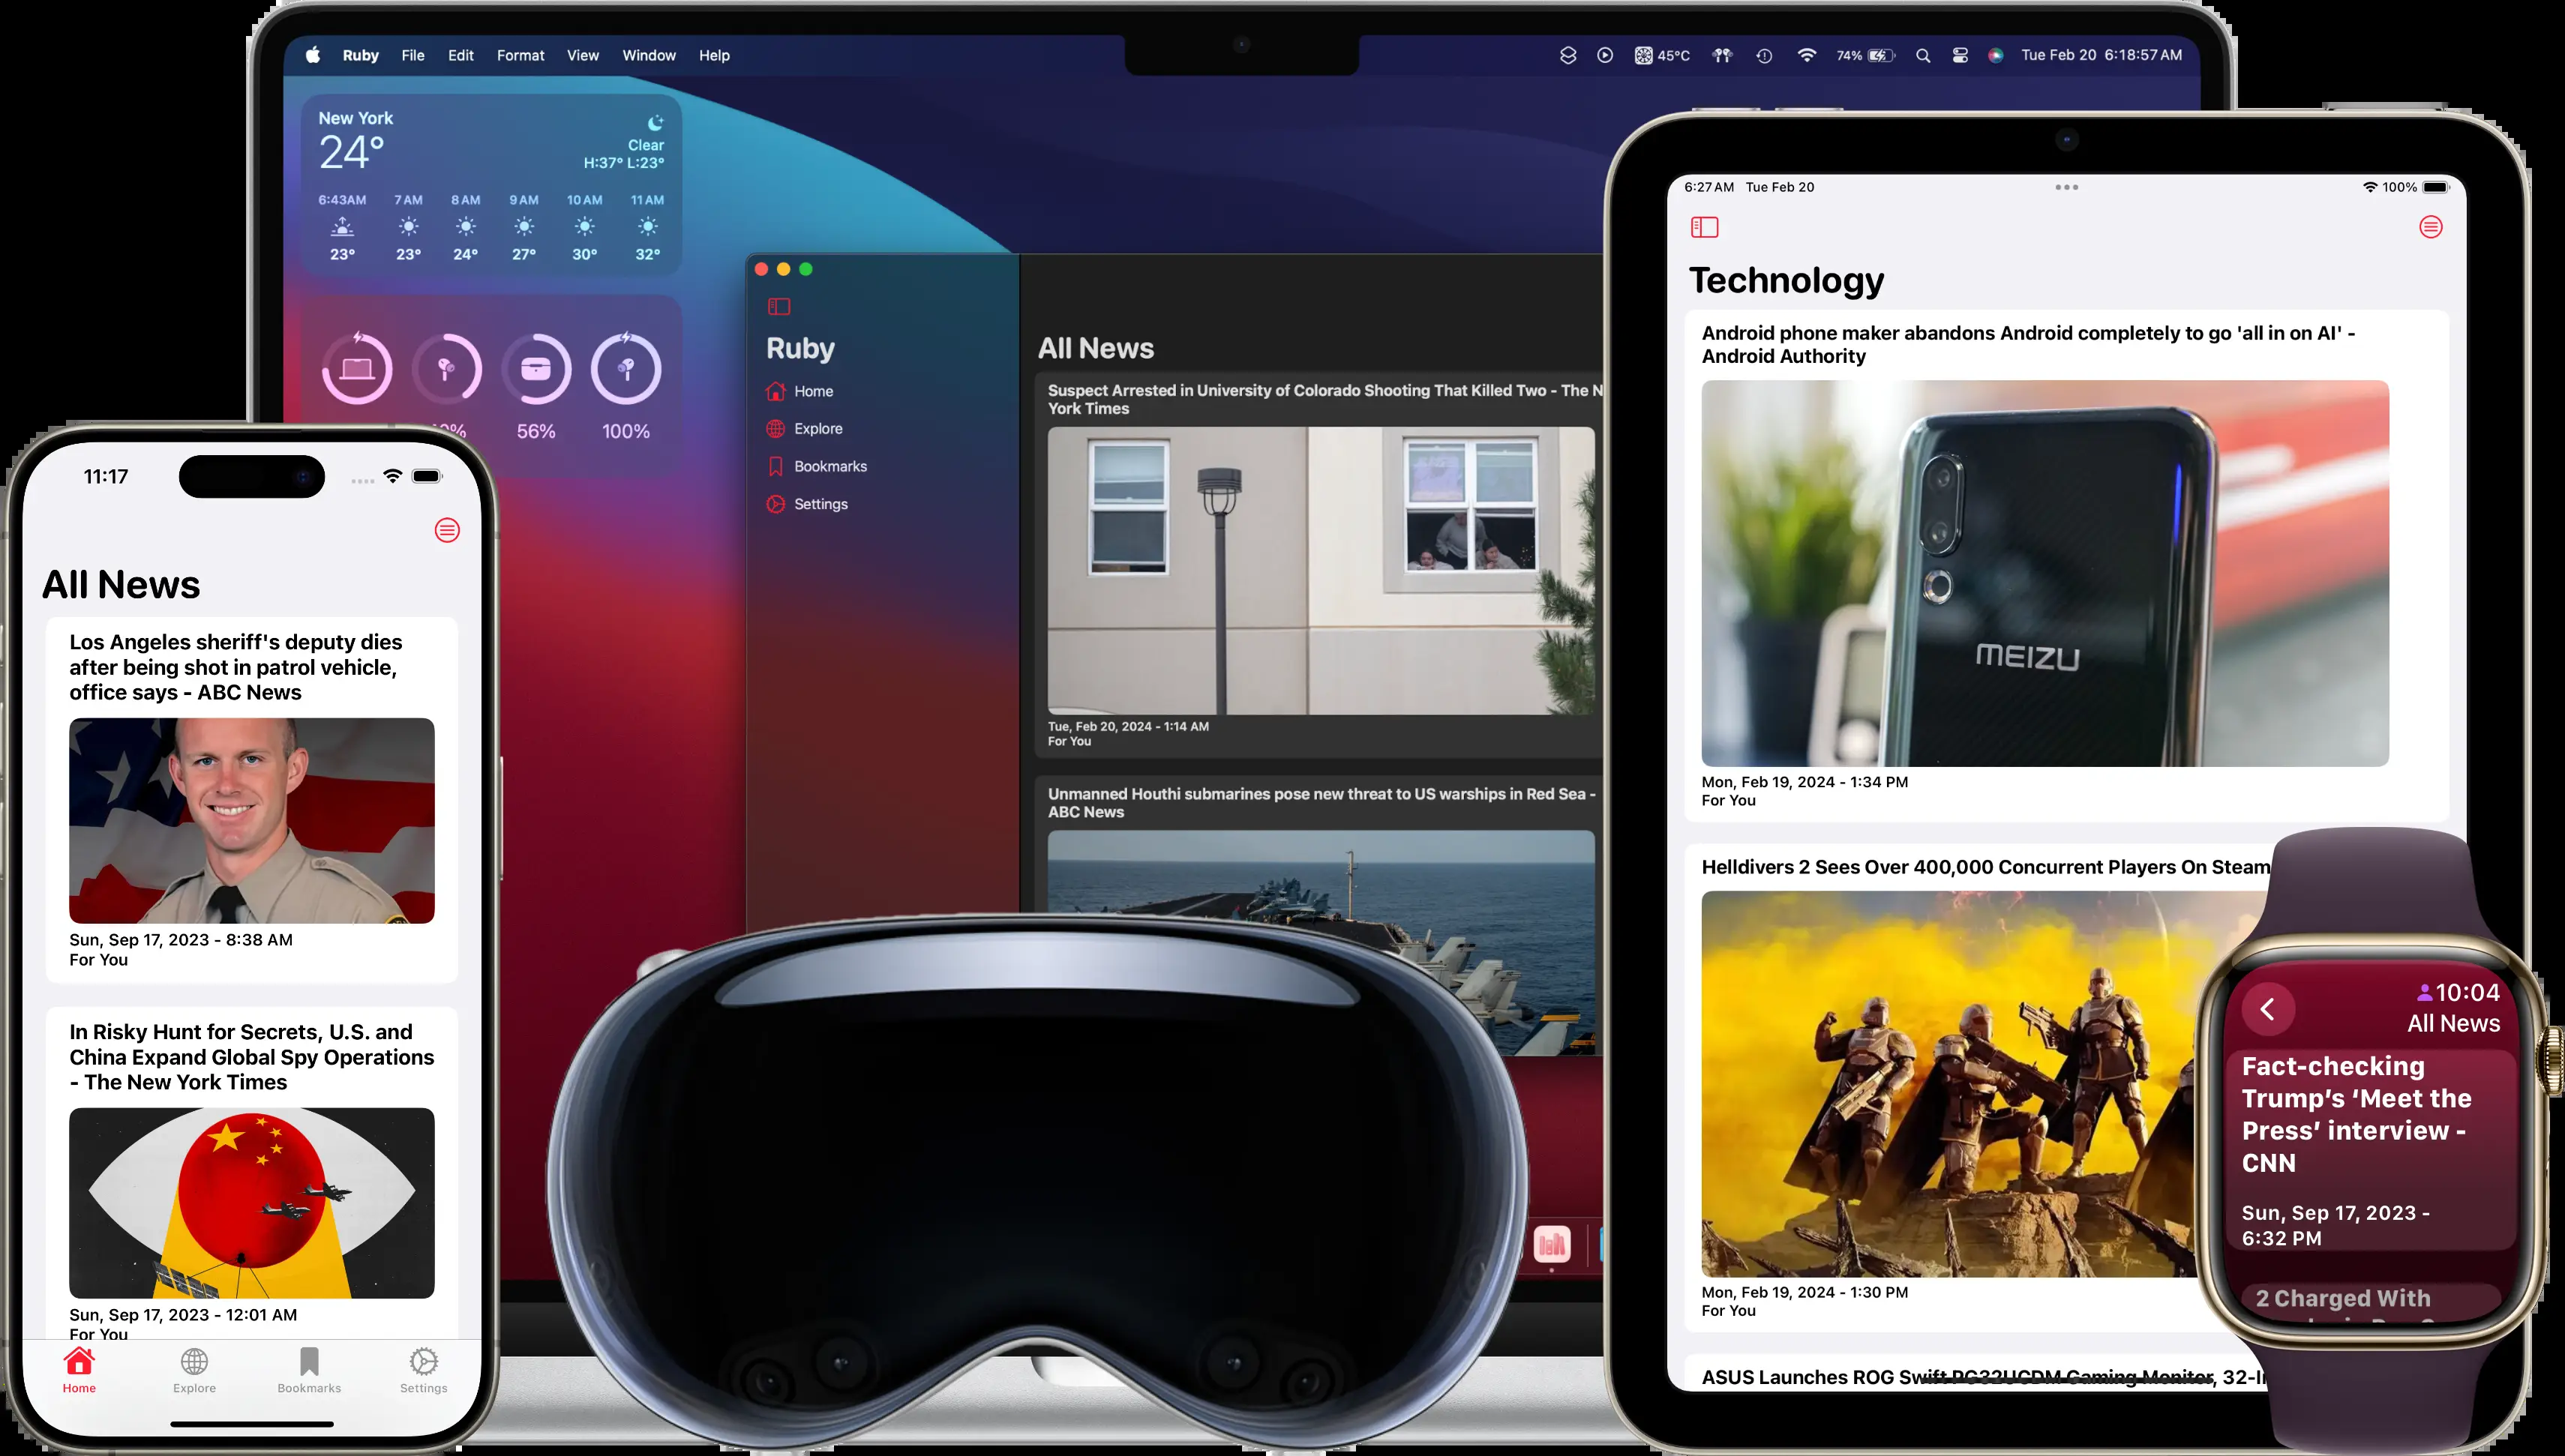 Ruby File Edit Format View Window Help
45°C 74% Tue Feb 20 6:18:57 AM
New York
24°
Clear
H:37° L:23°
6:43AM 7 AM 8 AM 9 AM 10 AM 11 AM
23° 23° 24° 27° 30° 32°
56% 100%
Ruby
Home
Explore
Bookmarks
Settings
All News
Suspect Arrested in University of Colorado Shooting That Killed Two - The
York Times
Tue, Feb 20, 2024 - 1:14 AM
For You
Unmanned Houthi submarines pose new threat to US warships in Red Sea -
ABC News
11:17
All News
Los Angeles sheriff's deputy dies
after being shot in patrol vehicle,
office says - ABC News
Sun, Sep 17, 2023 - 8:38 AM
For You
In Risky Hunt for Secrets, U.S. and
China Expand Global Spy Operations
- The New York Times
Sun, Sep 17, 2023 - 12:01 AM
For You
Home Explore Bookmarks Settings
6:27 AM Tue Feb 20 100%
Technology
Android phone maker abandons Android completely to go 'all in on AI' -
Android Authority
MEIZU
Mon, Feb 19, 2024 - 1:34 PM
For You
Helldivers 2 Sees Over 400,000 Concurrent Players On Steam
Mon, Feb 19, 2024 - 1:30 PM
For You
ASUS Launches ROG Swift PG32UCDM Gaming Monitor,
10:04
All News
Fact-checking
Trump's ‘Meet the
Press’ interview -
CNN
Sun, Sep 17, 2023 -
6:32 PM
2 Charged With